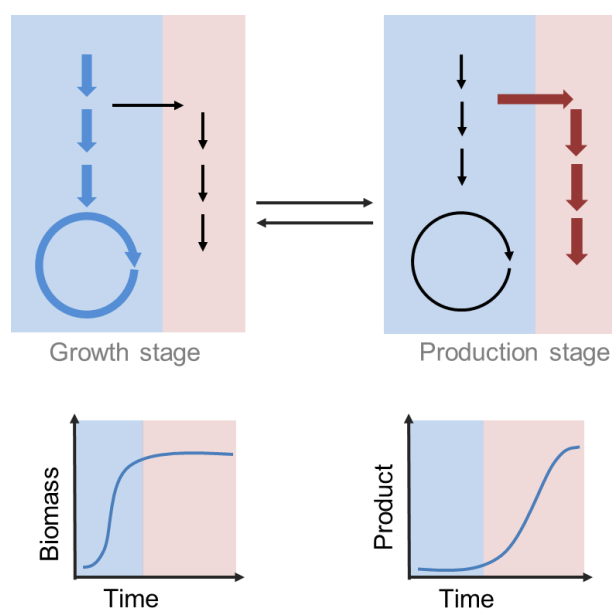 Growth stage
Production stage
Biomass
Time
Product
Time